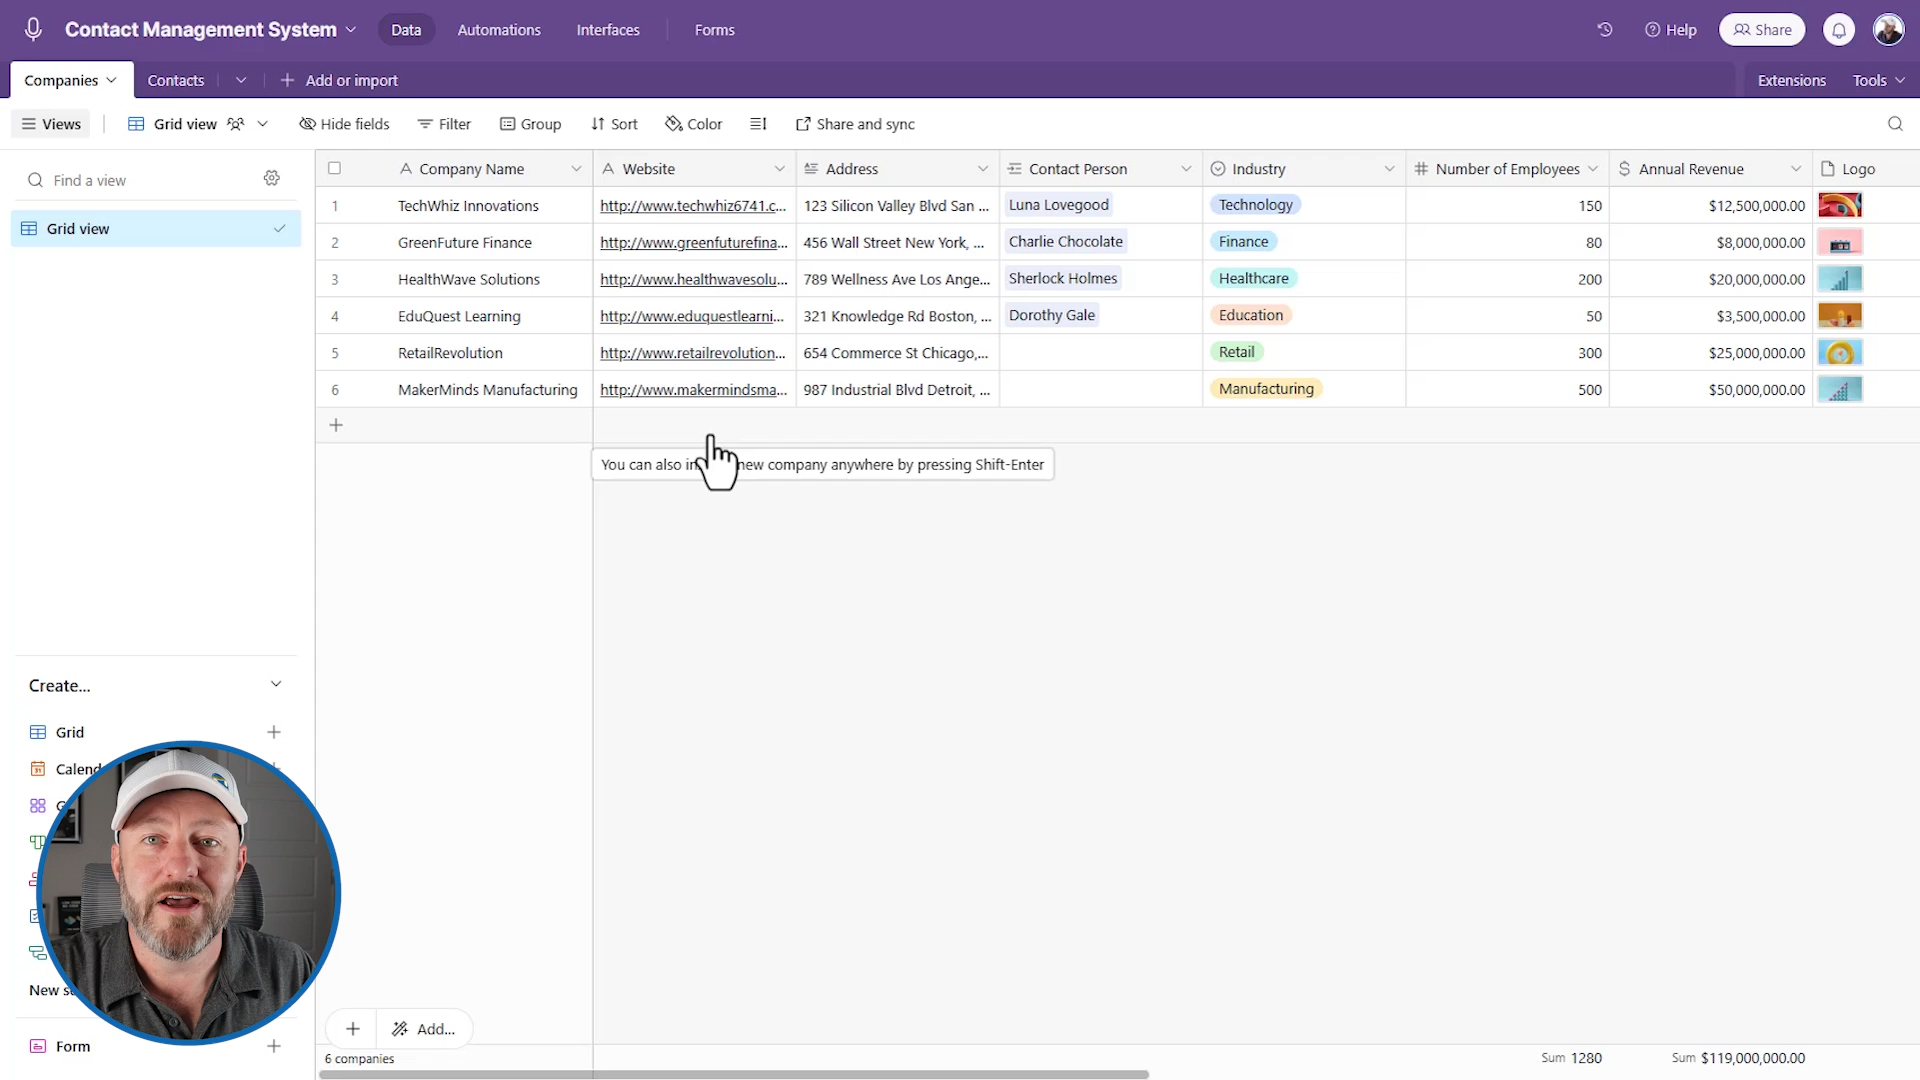 Contact Management System
Data
Automations
Interfaces
Forms
Help
Share
Companies
Contacts
Add or import
Extensions
Tools
Views
Grid view
Hide fields
Filter
Group
Sort
Color
Share and sync
Find a view
Grid view
Company Name
Website
Address
Contact Person
Industry
Number of Employees
Annual Revenue
Logo
1 TechWhiz Innovations http://www.techwhiz6741.c... 123 Silicon Valley Blvd San ... Luna Lovegood Technology 150 $12,500,000.00
2 GreenFuture Finance http://www.greenfuturefina... 456 Wall Street New York, ... Charlie Chocolate Finance 80 $8,000,000.00
3 HealthWave Solutions http://www.healthwavesolu... 789 Wellness Ave Los Ange... Sherlock Holmes Healthcare 200 $20,000,000.00
4 EduQuest Learning http://www.eduquestlearni... 321 Knowledge Rd Boston, ... Dorothy Gale Education 50 $3,500,000.00
5 RetailRevolution http://www.retailrevolution... 654 Commerce St Chicago,... Retail 300 $25,000,000.00
6 MakerMinds Manufacturing http://www.makermindsma... 987 Industrial Blvd Detroit, ... Manufacturing 500 $50,000,000.00
You can also new company anywhere by pressing Shift-Enter
Create...
Grid
Calend
New
Form
Add...
6 companies
Sum 1280
Sum $119,000,000.00